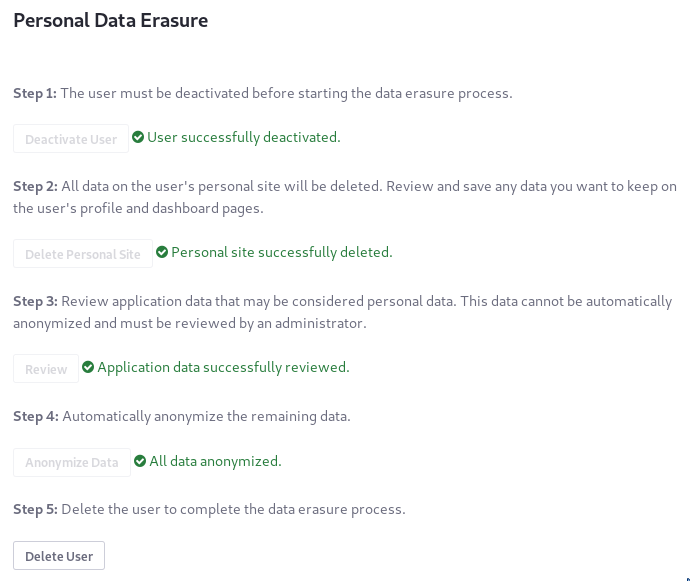 Personal Data Erasure
Step 1: The user must be deactivated before starting the data erasure process.
Deactivate User User successfully deactivated.
Step 2: All data on the user's personal site will be deleted. Review and save any data you want to keep on
the user's profile and dashboard pages.
Delete Personal Site Personal site successfully deleted.
Step 3: Review application data that may be considered personal data. This data cannot be automatically
anonymized and must be reviewed by an administrator.
Review Application data successfully reviewed.
Step 4: Automatically anonymize the remaining data.
Anonymize Data All data anonymized.
Step 5: Delete the user to complete the data erasure process.
Delete User